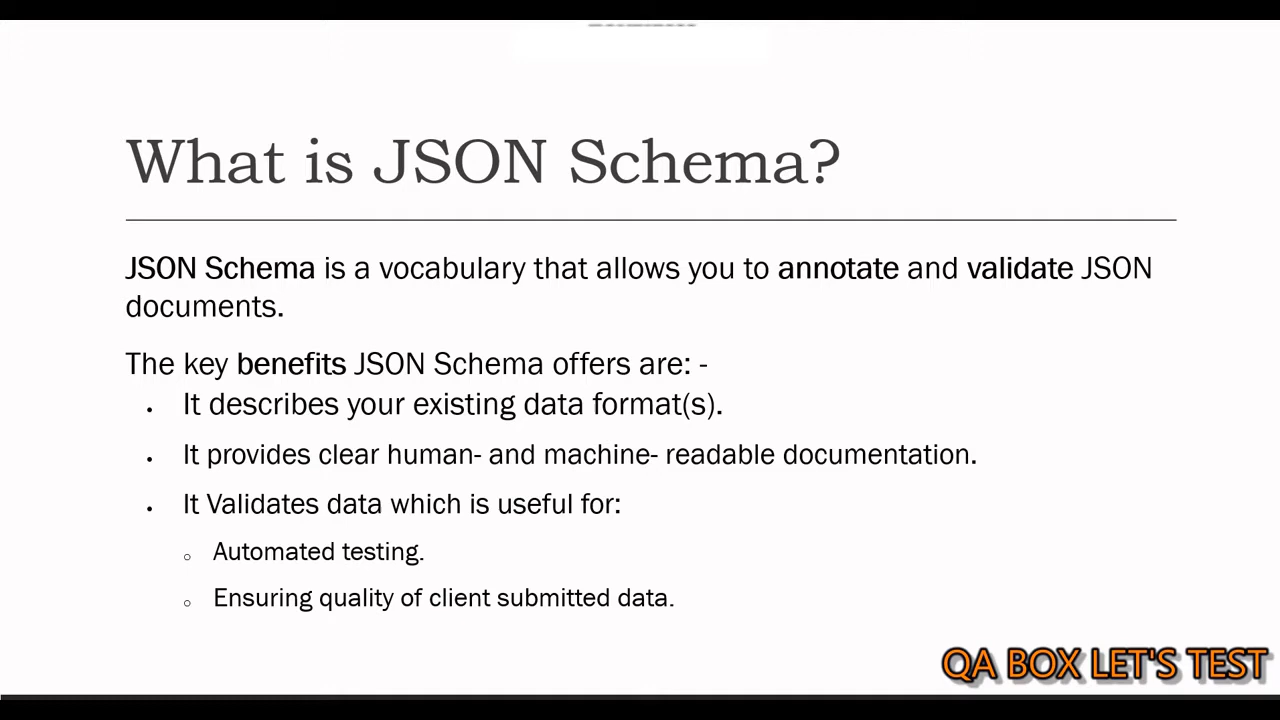 What is JSON Schema?
JSON Schema is a vocabulary that allows you to annotate and validate JSON
documents.
The key benefits JSON Schema offers are: -
• It describes your existing data format(s).
• It provides clear human- and machine- readable documentation.
• It Validates data which is useful for:
○ Automated testing.
○ Ensuring quality of client submitted data.
QA BOX LET'S TEST